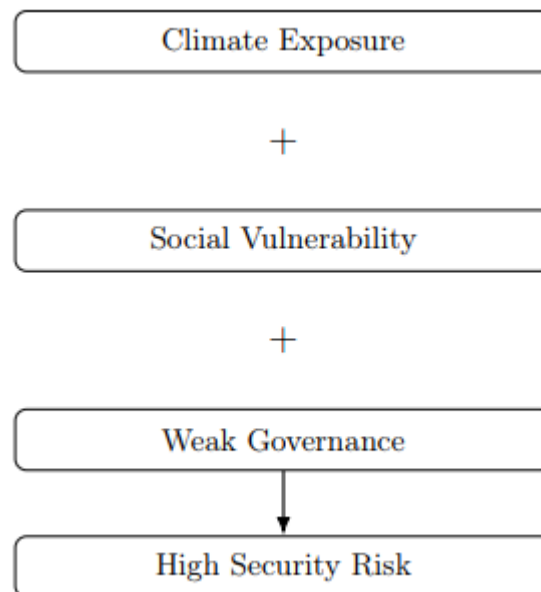 Climate Exposure
+
Social Vulnerability
+
Weak Governance
High Security Risk